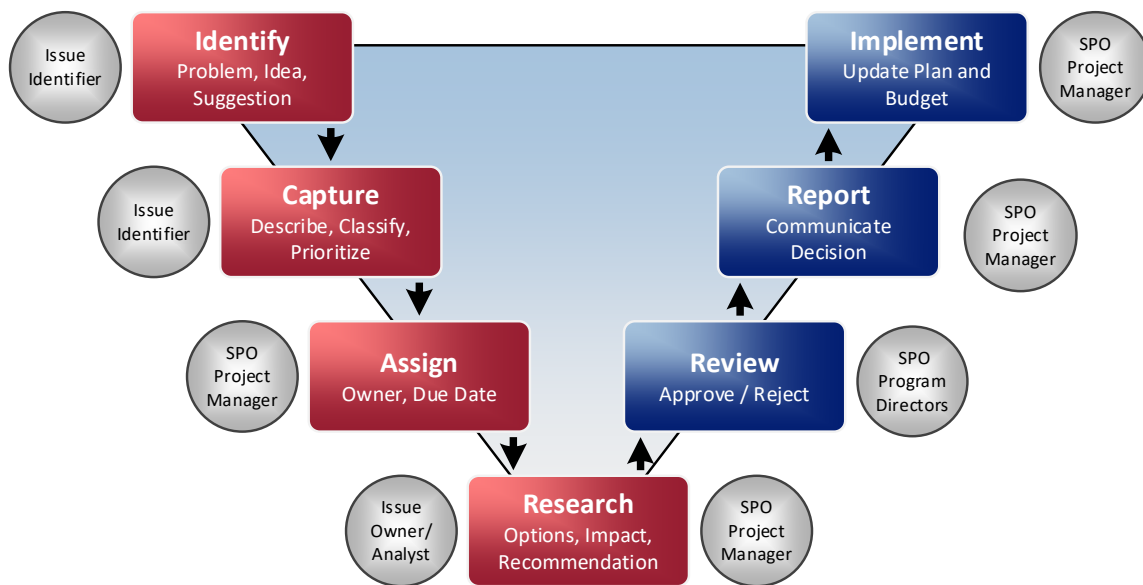 Issue
Identifier
Identify
Problem, Idea,
Suggestion
Implement
Update Plan and
Budget
SPO
Project
Manager
Issue
Identifier
Capture
Describe, Classify,
Prioritize
Report
Communicate
Decision
SPO
Project
Manager
SPO
Project
Manager
Assign
Owner, Due Date
Review
Approve / Reject
SPO
Program
Directors
Issue
Owner/
Analyst
Research
Options, Impact,
Recommendation
SPO
Project
Manager